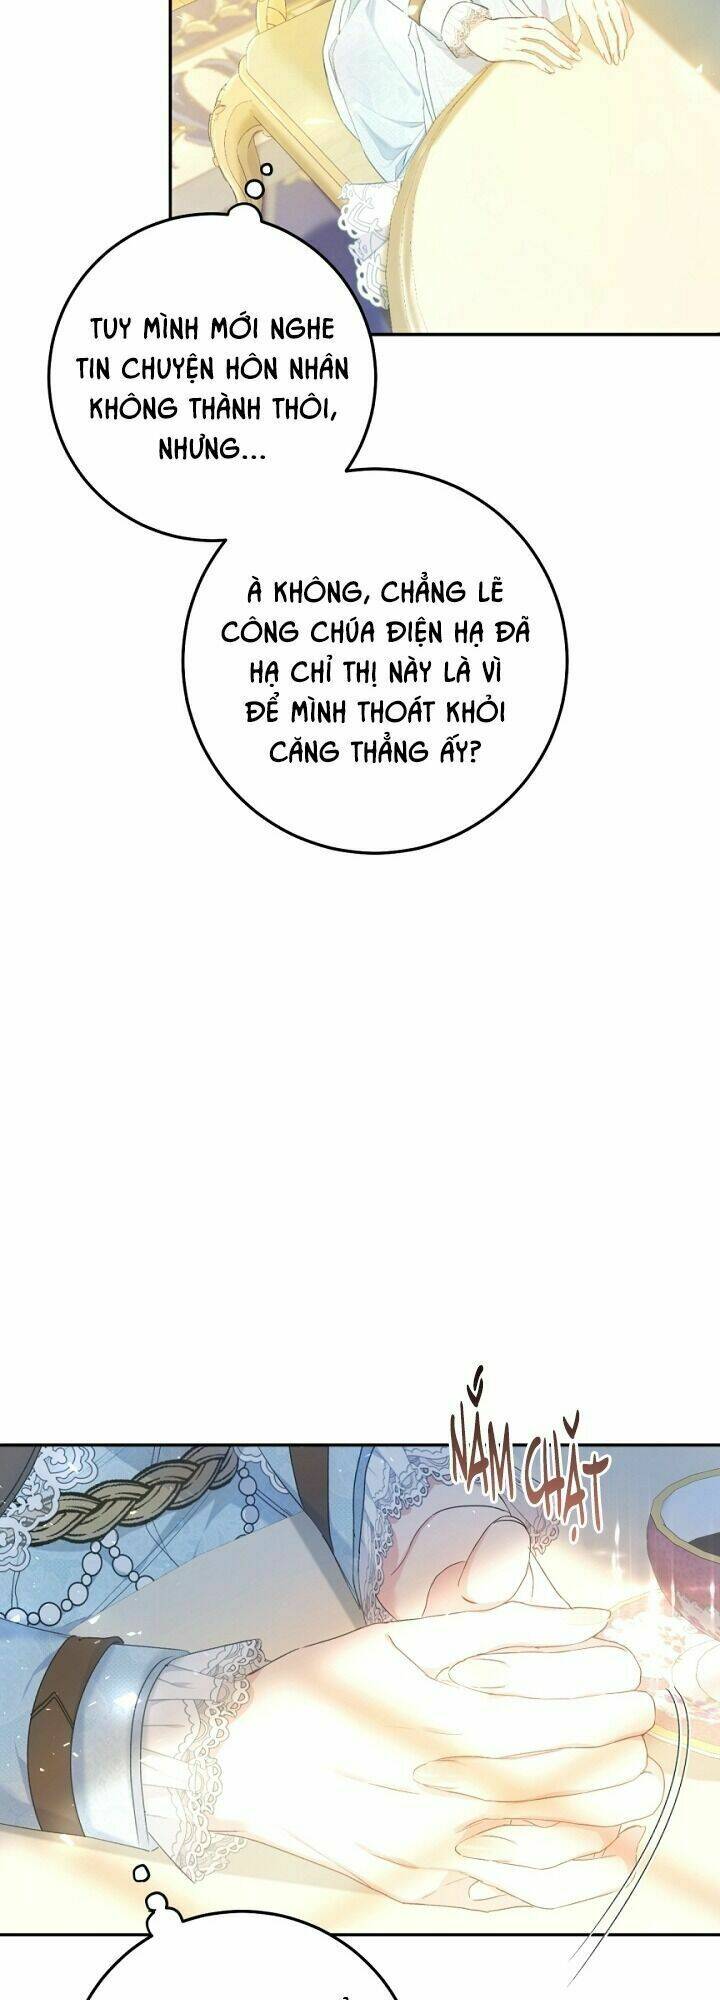 TUY MÌNH MỚI NGHE
TIN CHUYỆN HÔN NHÂN
KHÔNG THÀNH THÔI,
NHƯNG...
À KHÔNG, CHẲNG LẼ
CÔNG CHÚA ĐIỆN HẠ ĐÃ
HẠ CHỈ THỊ NÀY LÀ VÌ
ĐỂ MÌNH THOÁT KHỎI
CĂNG THẲNG ẤY?
NẮM CHẶT